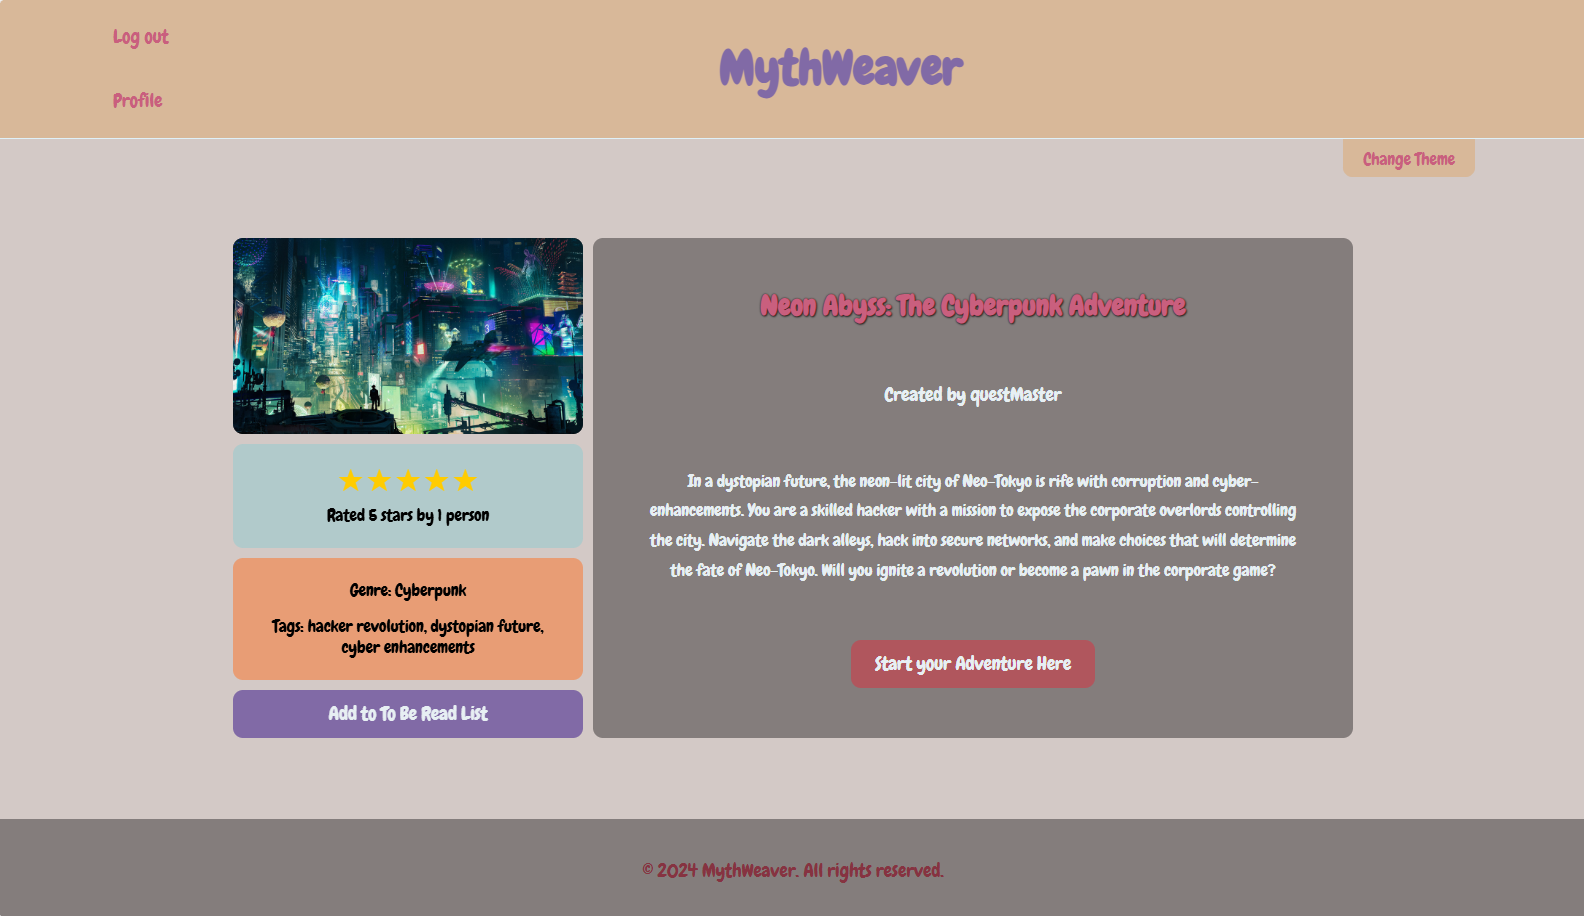 Log out
MythWeaver
Profile
Change Theme
Neon Abyss: The Cyberpunk Adventure
Created by questMaster
In a dystopian future, the neon-lit city of Neo-Tokyo is rife with corruption and cyber-
enhancements. You are a skilled hacker with a mission to expose the corporate overlords controlling
the city. Navigate the dark alleys, hack into secure networks, and make choices that will determine
the fate of Neo-Tokyo. Will you ignite a revolution or become a pawn in the corporate game?
Start your Adventure Here
★★★★★
Rated 5 stars by 1 person
Genre: Cyberpunk
Tags: hacker revolution, dystopian future,
cyber enhancements
Add to To Be Read List
© 2024 MythWeaver. All rights reserved.